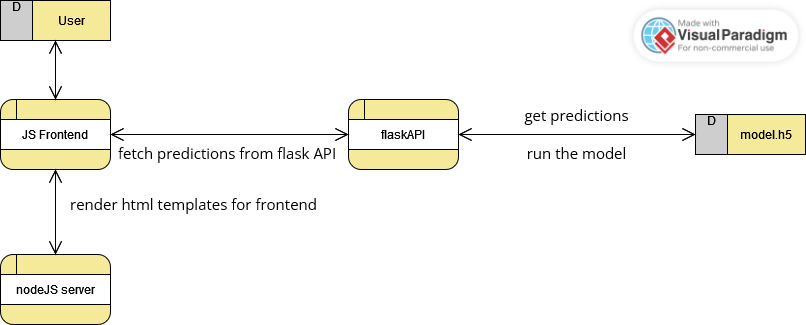 D
User
Made with
Visual Paradigm
For non-commercial use
JS Frontend
fetch predictions from flask API
flaskAPI
get predictions
run the model
D
model.h5
render html templates for frontend
nodeJS server